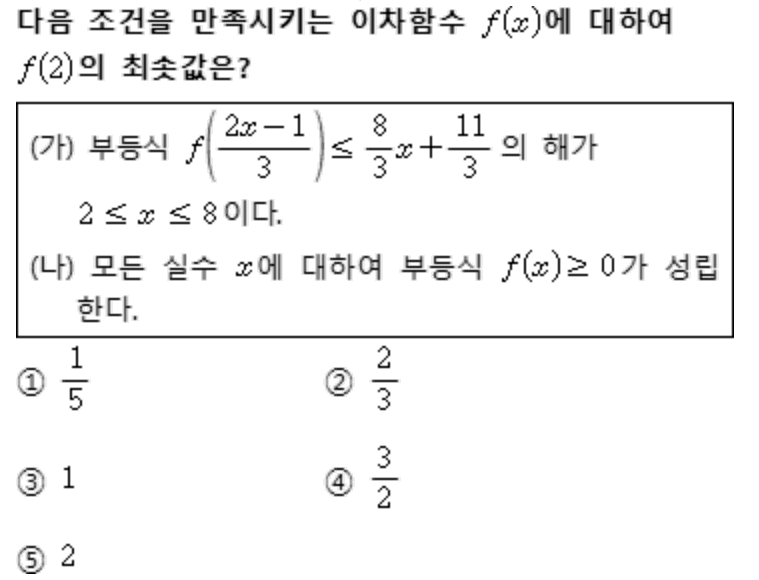 다음 조건을 만족시키는 이차함수 f(x)에 대하여
f(2)의 최솟값은?
(가) 부등식 f((2x-1)/3) ≤ 8/3 x + 11/3 의 해가
2 ≤ x ≤ 8이다.
(나) 모든 실수 x에 대하여 부등식 f(x) ≥ 0가 성립
한다.
① 1/5 ② 2/3
③ 1 ④ 3/2
⑤ 2